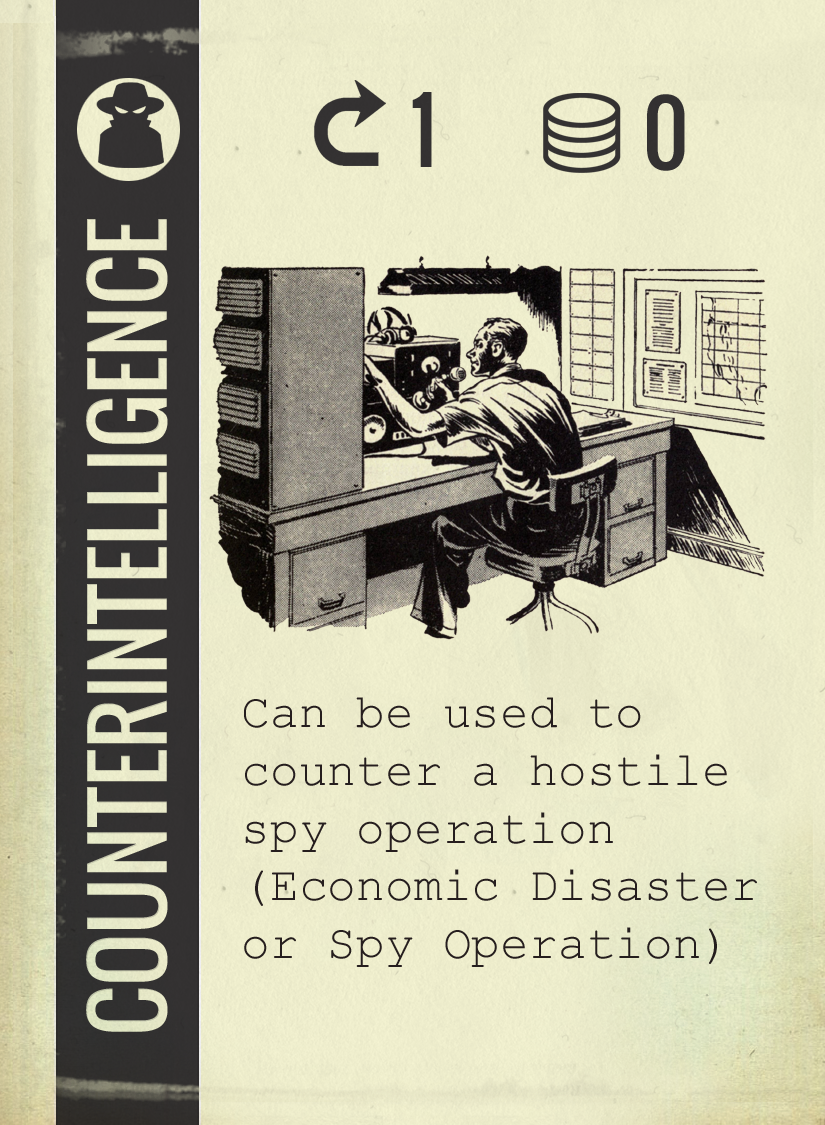 COUNTERINTELLIGENCE
1 0
Can be used to
counter a hostile
spy operation
(Economic Disaster
or Spy Operation)